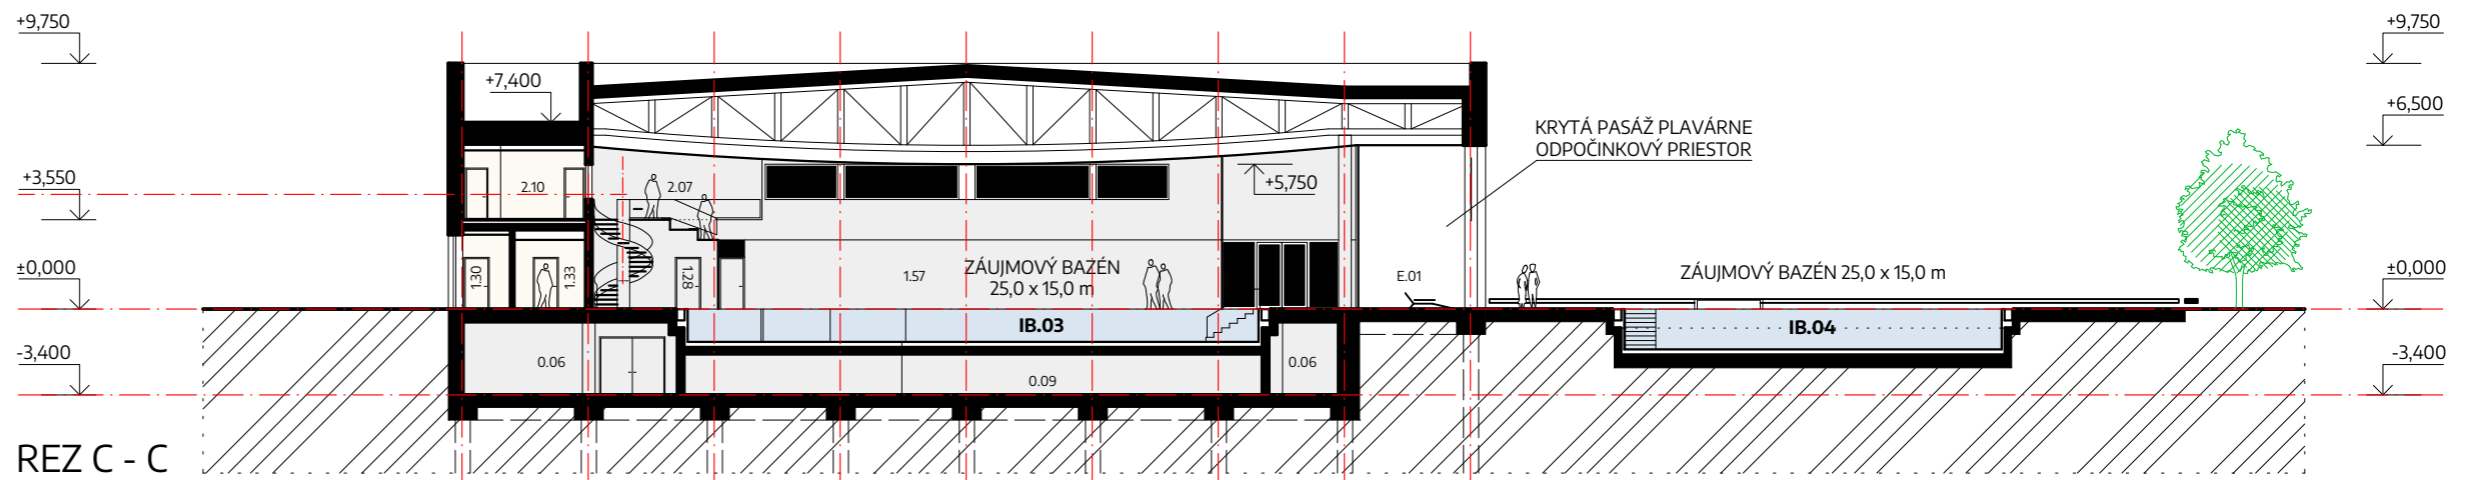 +9,750
+9,750
+7,400
+6,500
KRYTÁ PASÁŽ PLAVÁRNE
ODPOČINKOVÝ PRIESTOR
+3,550
2.10
2.07
+5,750
±0,000
1.30
1.33
1.28
1.57
ZÁUJMOVÝ BAZÉN
25,0 x 15,0 m
E.01
ZÁUJMOVÝ BAZÉN 25,0 x 15,0 m
±0,000
IB.03
IB.04
-3,400
0.06
0.09
0.06
-3,400
REZ C - C